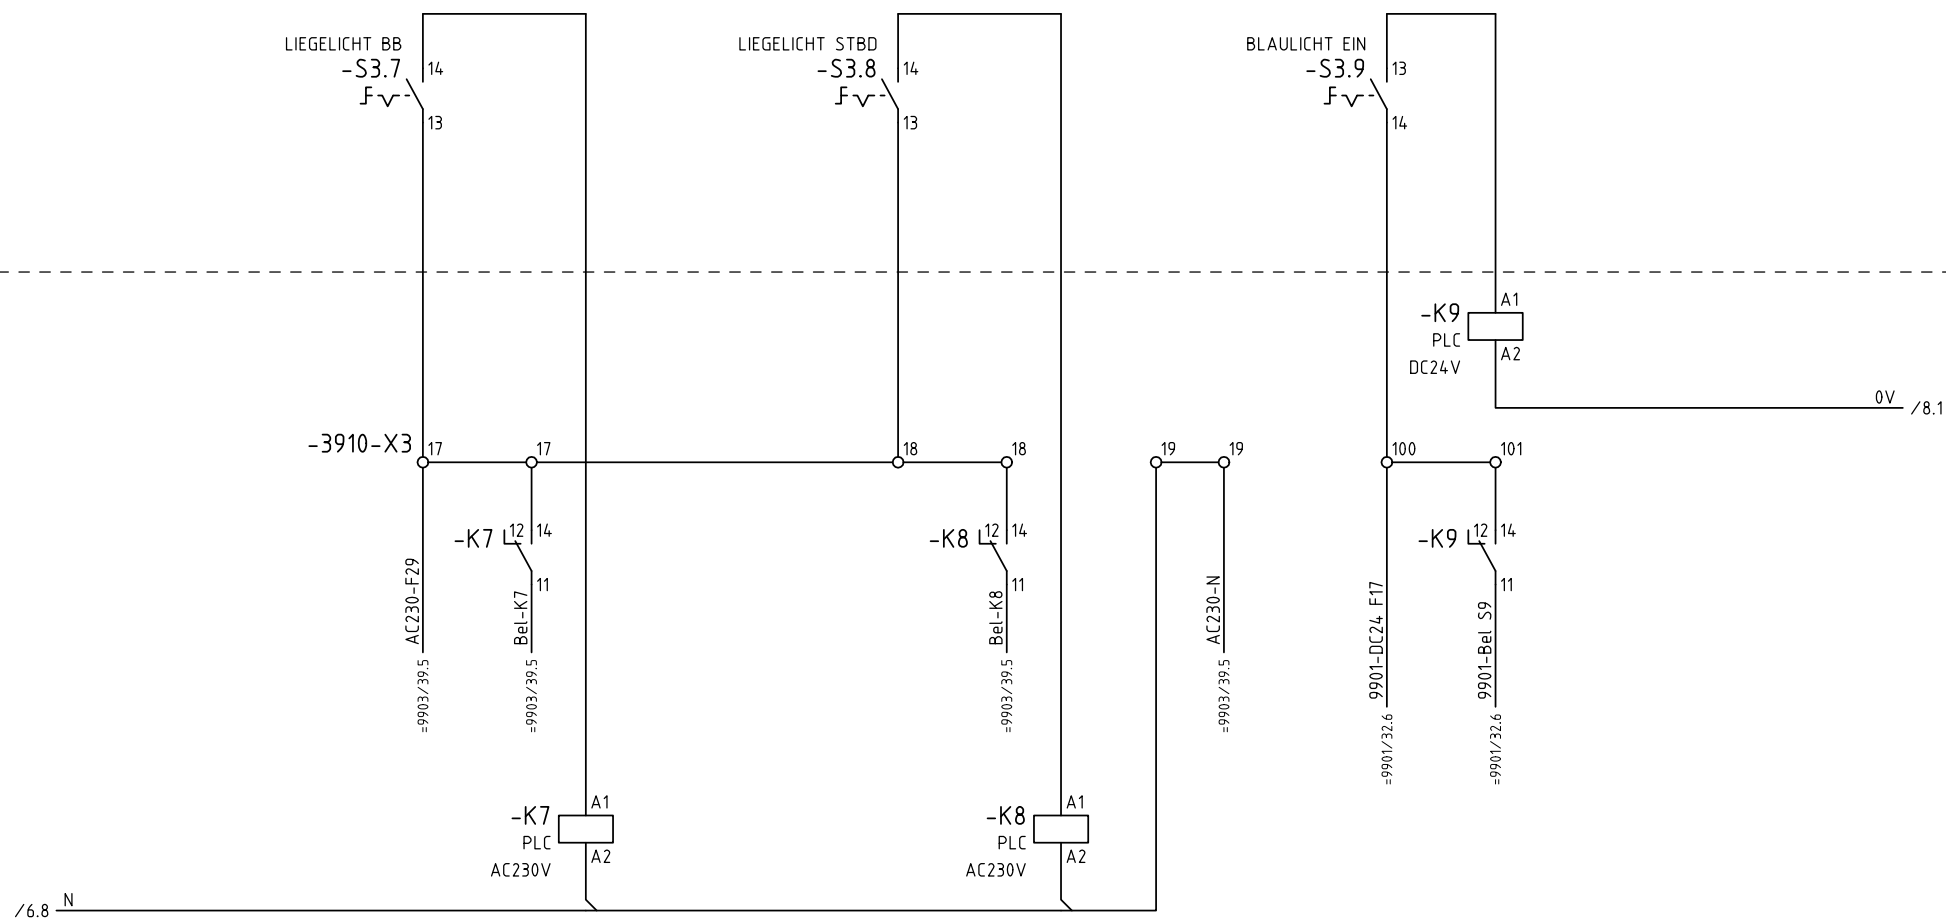 LIEGELICHT BB
-S3.7
14
13
LIEGELICHT STBD
-S3.8
14
13
BLAULICHT EIN
-S3.9
13
14
-K9
PLC
DC24V
A1
A2
0V
/8.1
-3910-X3
17
17
18
18
19
19
100
101
-K7
12
14
11
-K8
12
14
11
-K9
12
14
11
AC230-F29
=9903/39.5
Bel-K7
=9903/39.5
Bel-K8
=9903/39.5
AC230-N
=9903/39.5
9901-DC24 F17
=9901/32.6
9901-Bel S9
=9901/32.6
-K7
PLC
AC230V
A1
A2
-K8
PLC
AC230V
A1
A2
/6.8
N